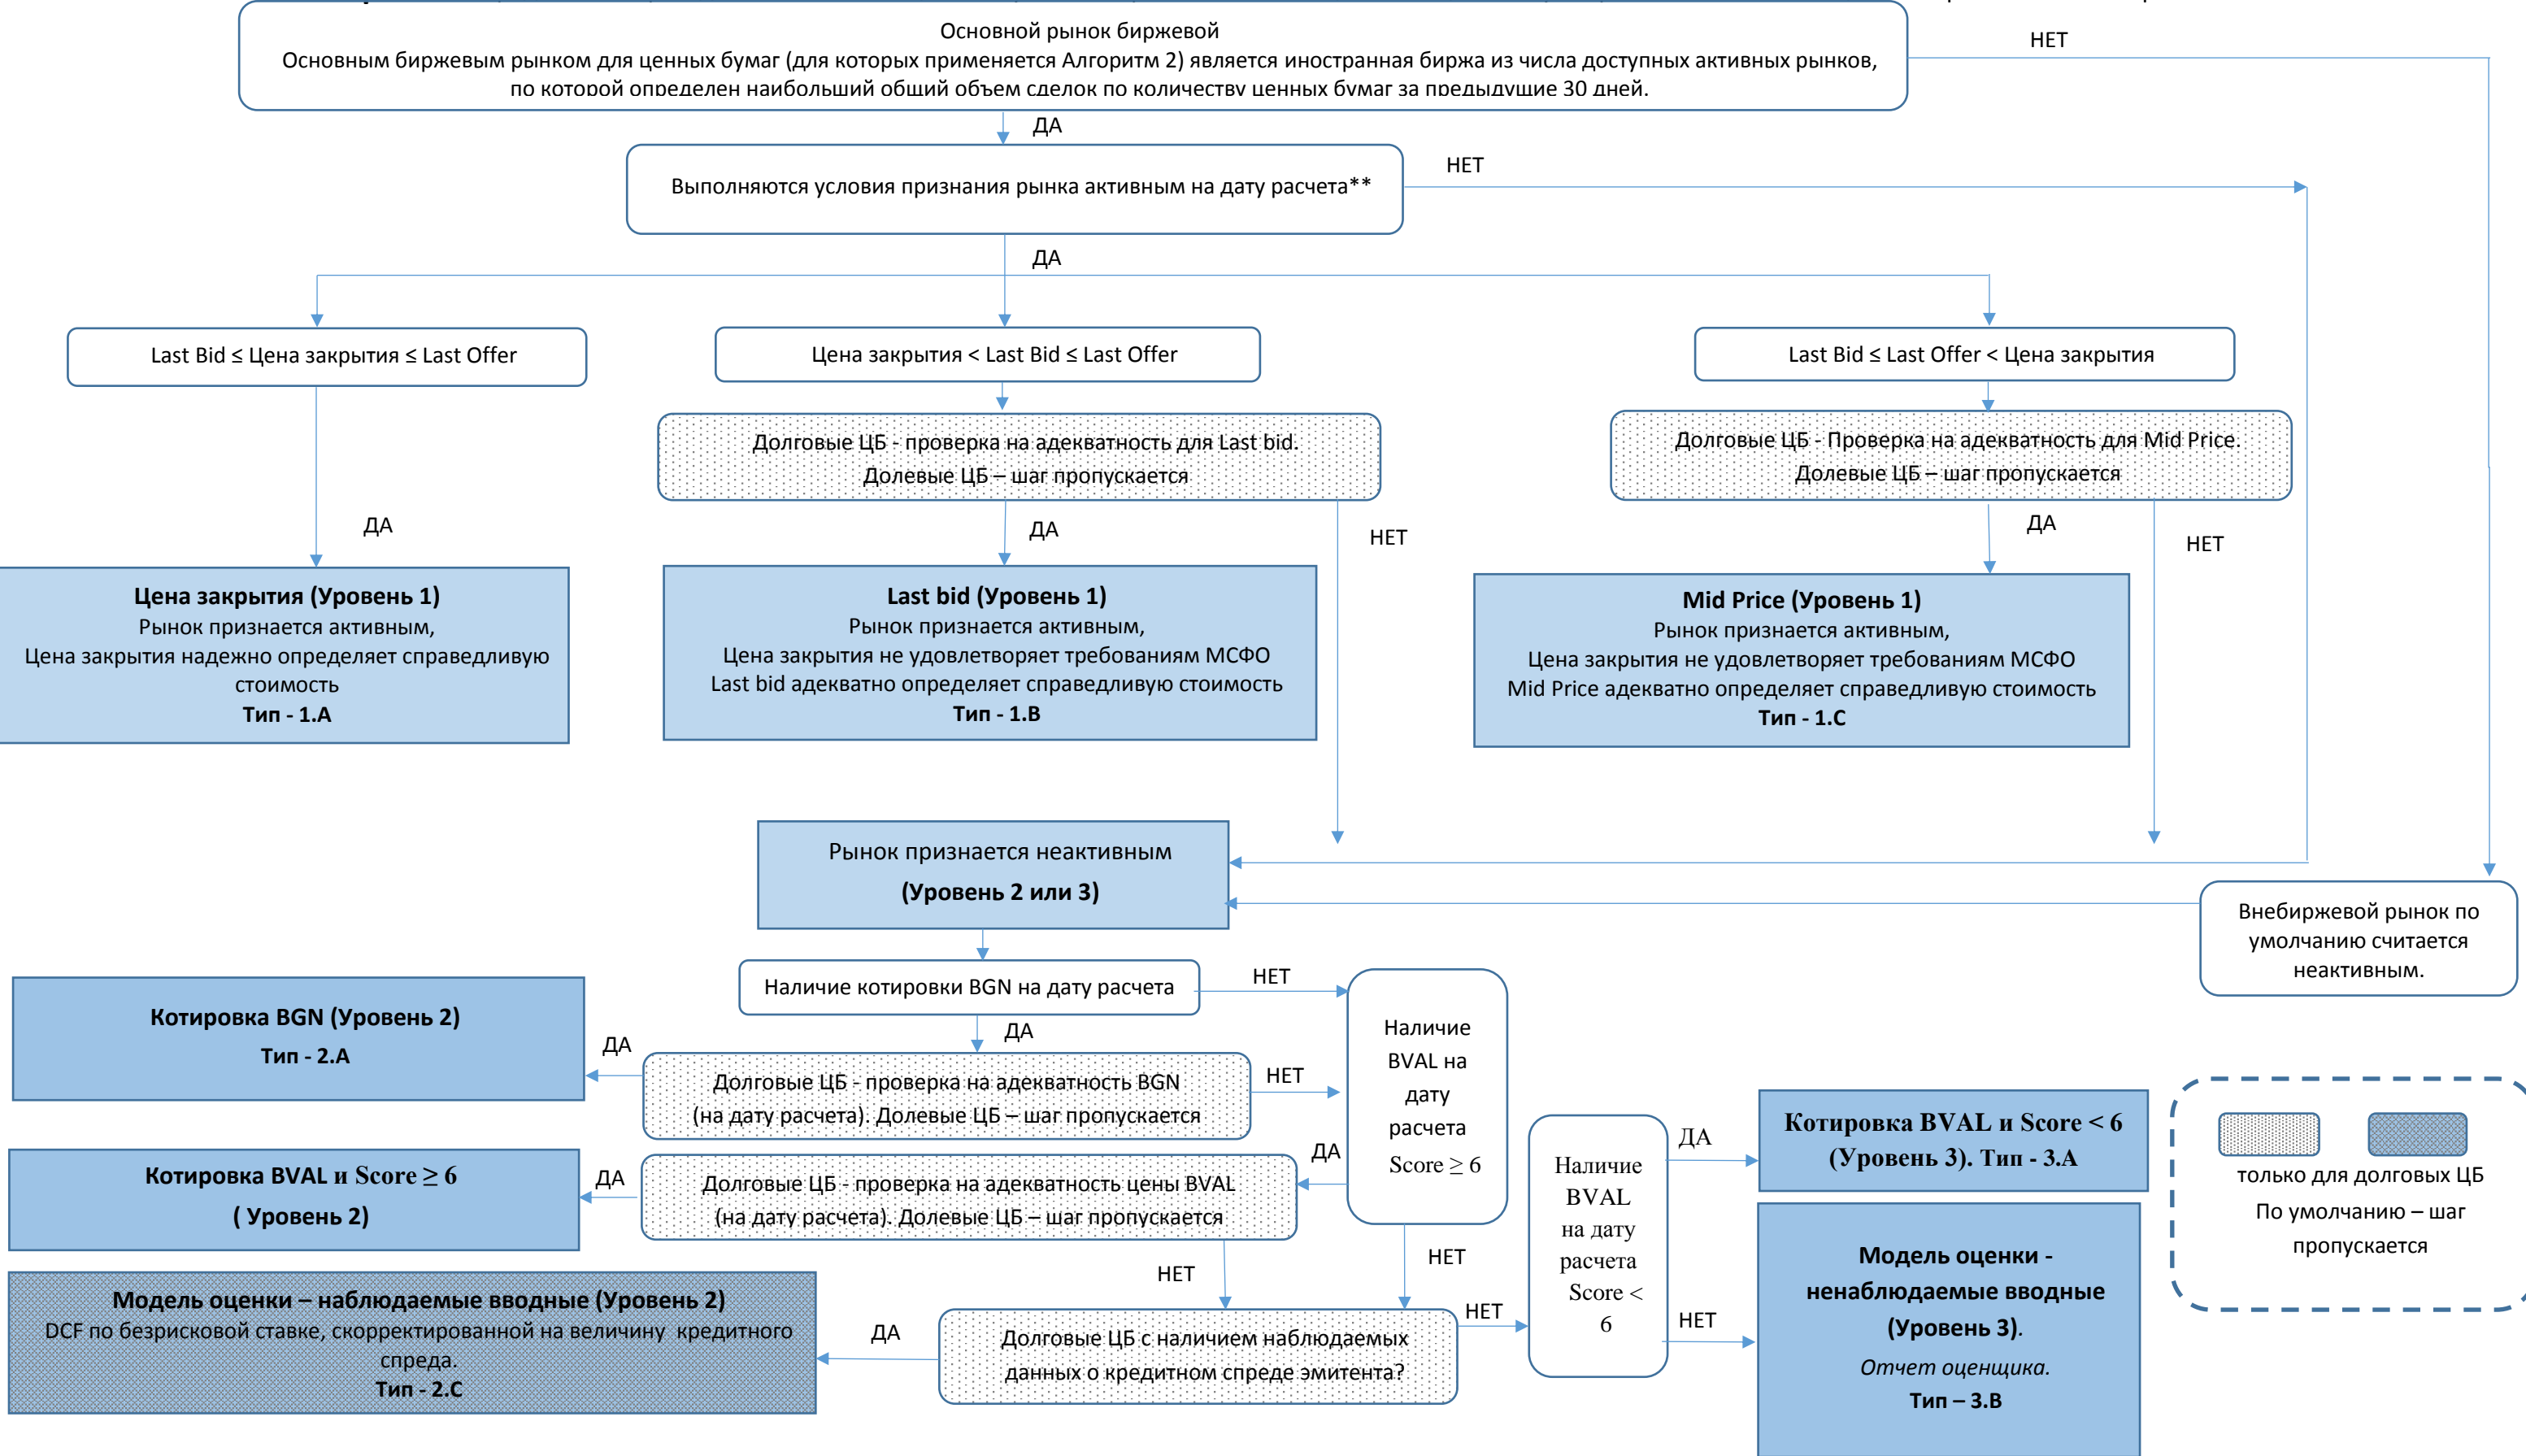 Основной рынок биржевой
Основным биржевым рынком для ценных бумаг (для которых применяется Алгоритм 2) является иностранная биржа из числа доступных активных рынков,
по которой определен наибольший общий объем сделок по количеству ценных бумаг за предыдущие 30 дней.
НЕТ
ДА
Выполняются условия признания рынка активным на дату расчета**
НЕТ
ДА
Last Bid ≤ Цена закрытия ≤ Last Offer
Цена закрытия < Last Bid ≤ Last Offer
Last Bid ≤ Last Offer < Цена закрытия
Долговые ЦБ - проверка на адекватность для Last bid.
Долевые ЦБ – шаг пропускается
Долговые ЦБ - Проверка на адекватность для Mid Price.
Долевые ЦБ – шаг пропускается
ДА
ДА
НЕТ
ДА
НЕТ
Цена закрытия (Уровень 1)
Рынок признается активным,
Цена закрытия надежно определяет справедливую
стоимость
Тип - 1.A
Last bid (Уровень 1)
Рынок признается активным,
Цена закрытия не удовлетворяет требованиям МСФО
Last bid адекватно определяет справедливую стоимость
Тип - 1.B
Mid Price (Уровень 1)
Рынок признается активным,
Цена закрытия не удовлетворяет требованиям МСФО
Mid Price адекватно определяет справедливую стоимость
Тип - 1.C
Рынок признается неактивным
(Уровень 2 или 3)
Внебиржевой рынок по
умолчанию считается
неактивным.
Наличие котировки BGN на дату расчета
НЕТ
ДА
Котировка BGN (Уровень 2)
Тип - 2.A
ДА
Долговые ЦБ - проверка на адекватность BGN
(на дату расчета). Долевые ЦБ – шаг пропускается
НЕТ
Наличие
BVAL на
дату
расчета
Score ≥ 6
ДА
НЕТ
Котировка BVAL и Score ≥ 6
( Уровень 2)
ДА
Долговые ЦБ - проверка на адекватность цены BVAL
(на дату расчета). Долевые ЦБ – шаг пропускается
НЕТ
Модель оценки – наблюдаемые вводные (Уровень 2)
DCF по безрисковой ставке, скорректированной на величину кредитного
спреда.
Тип - 2.C
ДА
Долговые ЦБ с наличием наблюдаемых
данных о кредитном спреде эмитента?
НЕТ
Наличие
BVAL
на дату
расчета
Score <
6
ДА
НЕТ
Котировка BVAL и Score < 6
(Уровень 3). Тип - 3.A
Модель оценки -
ненаблюдаемые вводные
(Уровень 3).
Отчет оценщика.
Тип – 3.B
только для долговых ЦБ
По умолчанию – шаг
пропускается